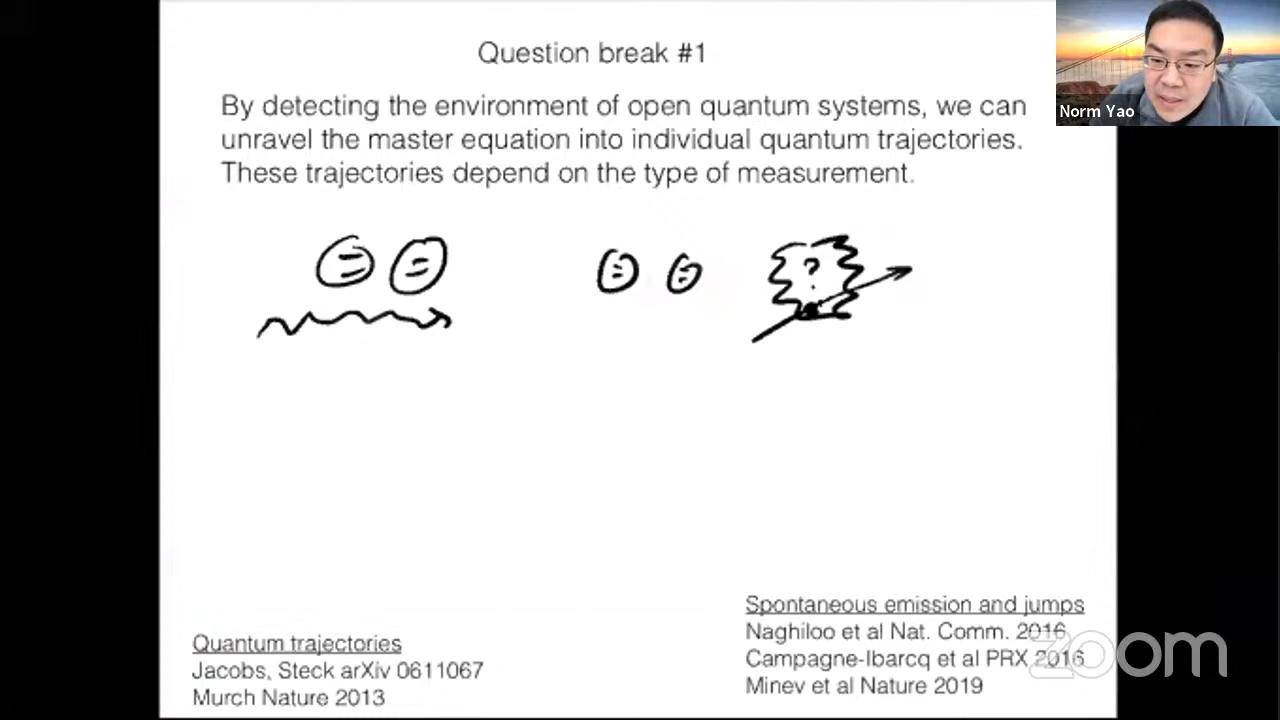 Question break #1
By detecting the environment of open quantum systems, we can
unravel the master equation into individual quantum trajectories.
These trajectories depend on the type of measurement.
?
Quantum trajectories
Jacobs, Steck arXiv 0611067
Murch Nature 2013
Spontaneous emission and jumps
Naghiloo et al Nat. Comm. 2016
Campagne-Ibarcq et al PRX 2016
Minev et al Nature 2019
Norm Yao
zoom